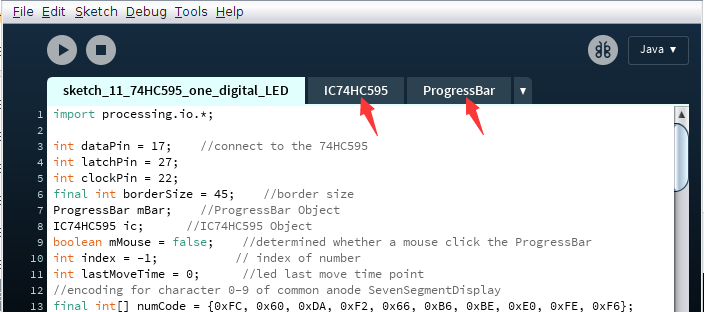 File Edit Sketch Debug Tools Help
Java ▾
sketch_11_74HC595_one_digital_LED IC74HC595 ProgressBar ▾
1 import processing.io.*;
2
3 int dataPin = 17; //connect to the 74HC595
4 int latchPin = 27;
5 int clockPin = 22;
6 final int borderSize = 45; //border size
7 ProgressBar mBar; //ProgressBar Object
8 IC74HC595 ic; //IC74HC595 Object
9 boolean mMouse = false; //determined whether a mouse click the ProgressBar
10 int index = -1; // index of number
11 int lastMoveTime = 0; //led last move time point
12 //encoding for character 0-9 of common anode SevenSegmentDisplay
13 final int[] numCode = {0xFC, 0x60, 0xDA, 0xF2, 0x66, 0xB6, 0xBE, 0xE0, 0xFE, 0xF6};